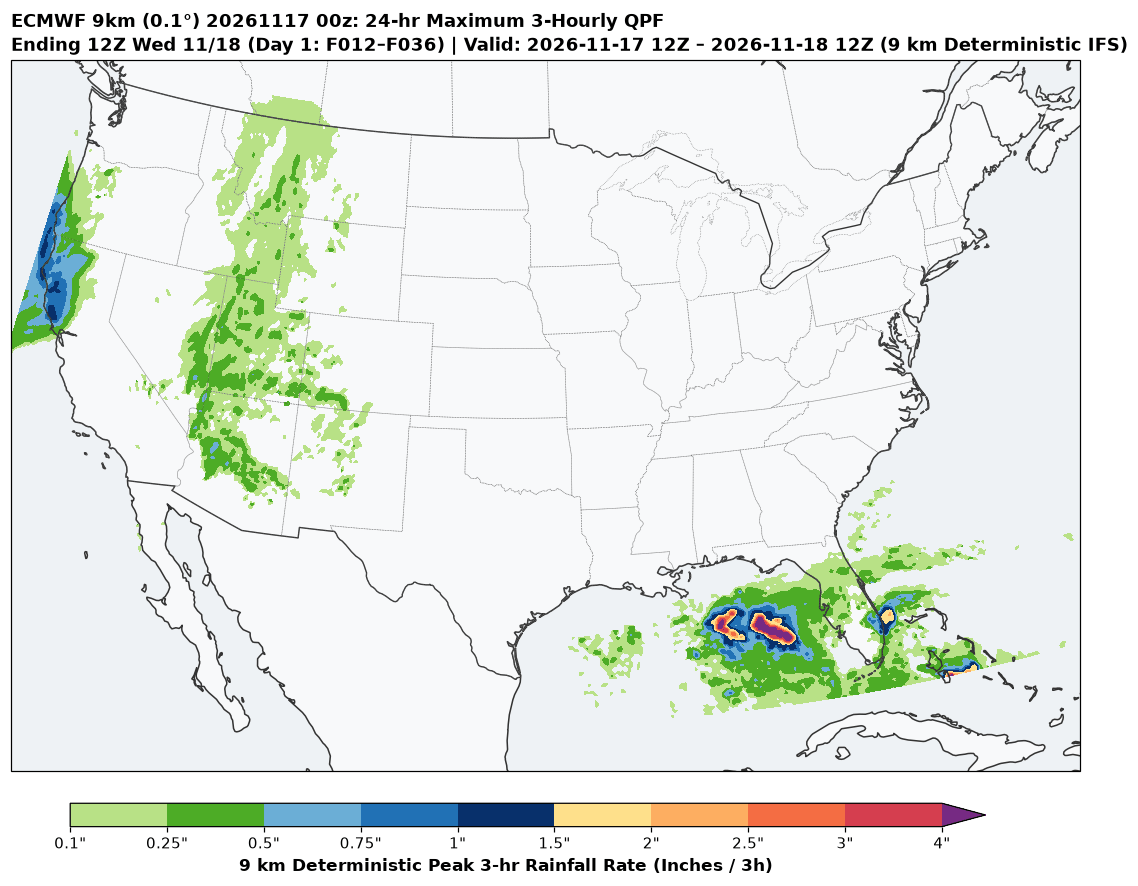 ECMWF 9km (0.1°) 20261117 00z: 24-hr Maximum 3-Hourly QPF
Ending 12Z Wed 11/18 (Day 1: F012–F036) | Valid: 2026-11-17 12Z – 2026-11-18 12Z (9 km Deterministic IFS)
0.1" 0.25" 0.5" 0.75" 1" 1.5" 2" 2.5" 3" 4"
9 km Deterministic Peak 3-hr Rainfall Rate (Inches / 3h)